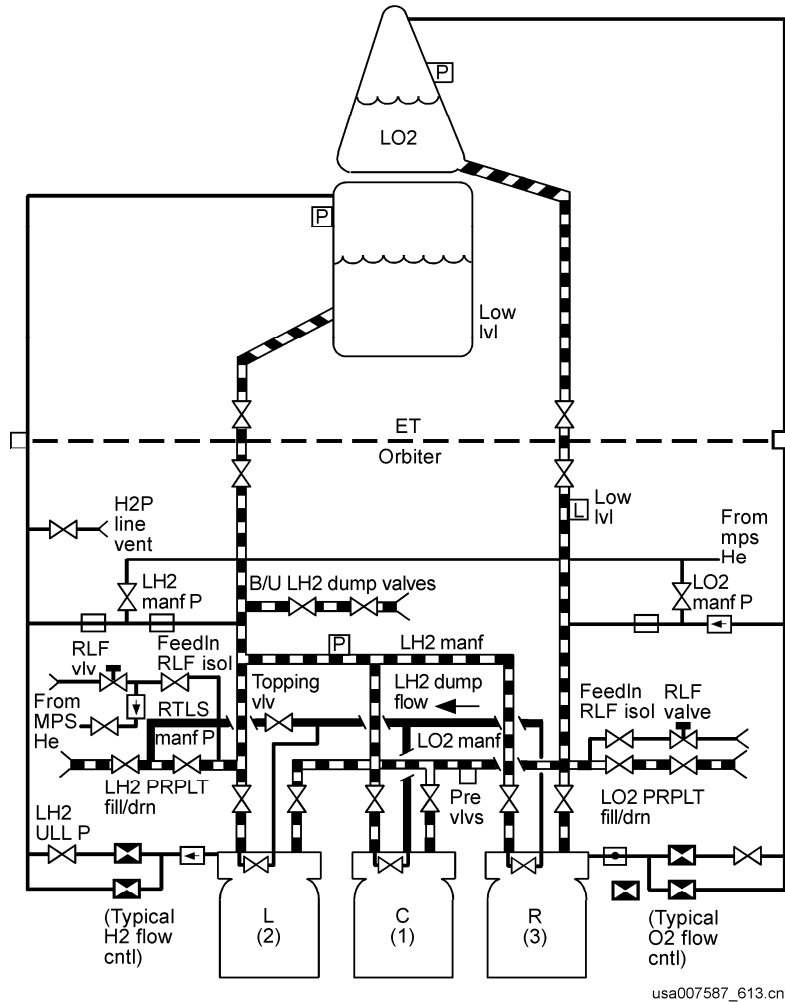 P
LO2
P
Low
lvl
ET
Orbiter
H2P
line
vent
L
Low
lvl
From
mps
He
LH2
manf P
B/U LH2 dump valves
LO2
manf P
RLF
vlv
FeedIn
RLF isol
P
LH2 manf
Topping
vlv
LH2 dump
flow
FeedIn
RLF isol
RLF
valve
From
MPS
He
RTLS
manf P
LO2 manf
LH2 PRPLT
fill/drn
Pre
vlvs
LO2 PRPLT
fill/drn
LH2
ULL P
(Typical
H2 flow
cntl)
L
(2)
C
(1)
R
(3)
(Typical
O2 flow
cntl)
usa007587_613.cn